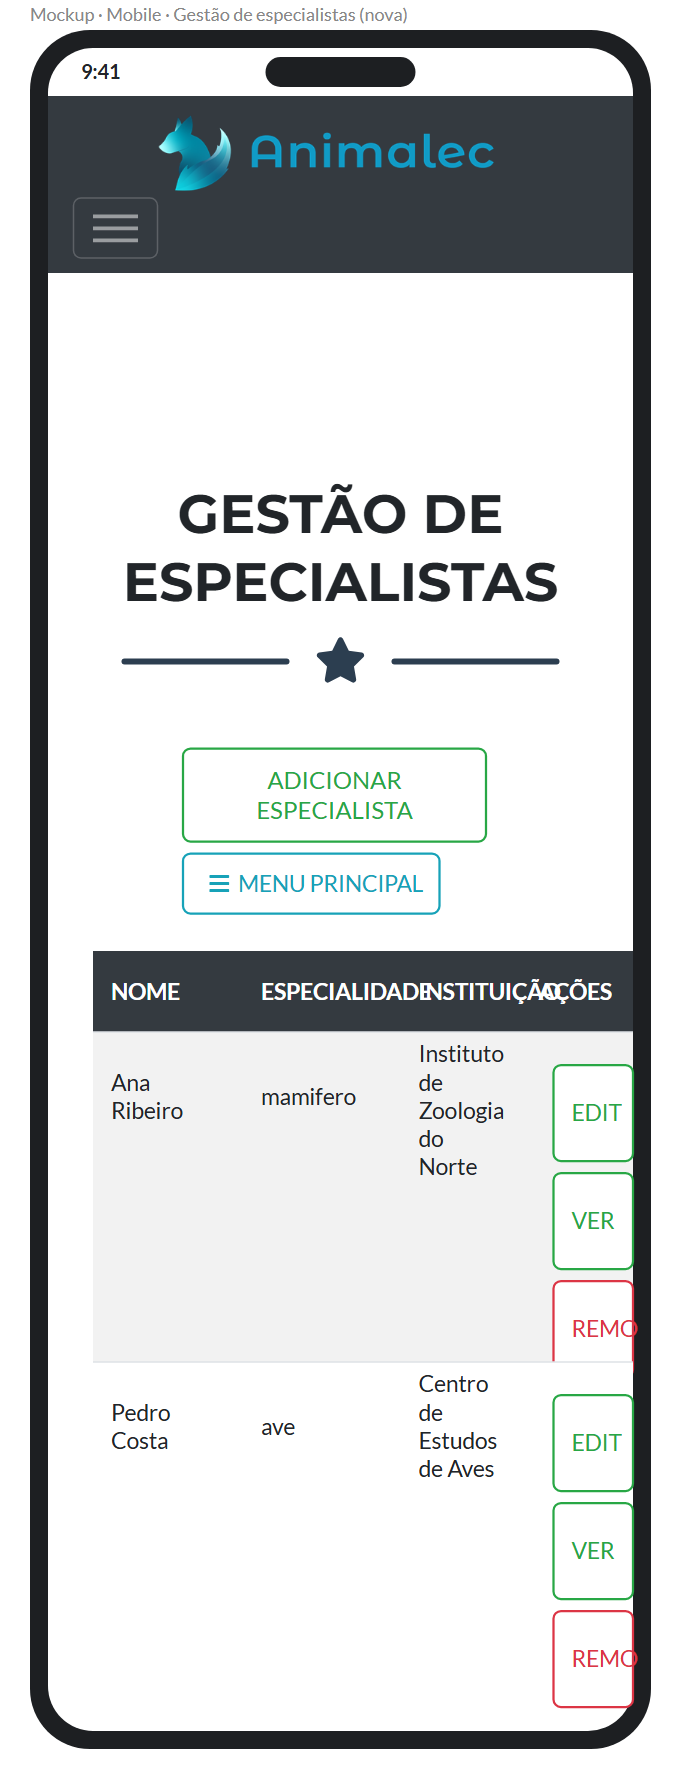 Mockup · Mobile · Gestão de especialistas (nova)
9:41
Animalec
GESTÃO DE
ESPECIALISTAS
ADICIONAR
ESPECIALISTA
MENU PRINCIPAL
NOME ESPECIALIDADE INSTITUIÇÃO AÇÕES
Ana
Ribeiro
mamifero
Instituto
de
Zoologia
do
Norte
EDIT
VER
REMO
Pedro
Costa
ave
Centro
de
Estudos
de Aves
EDIT
VER
REMO